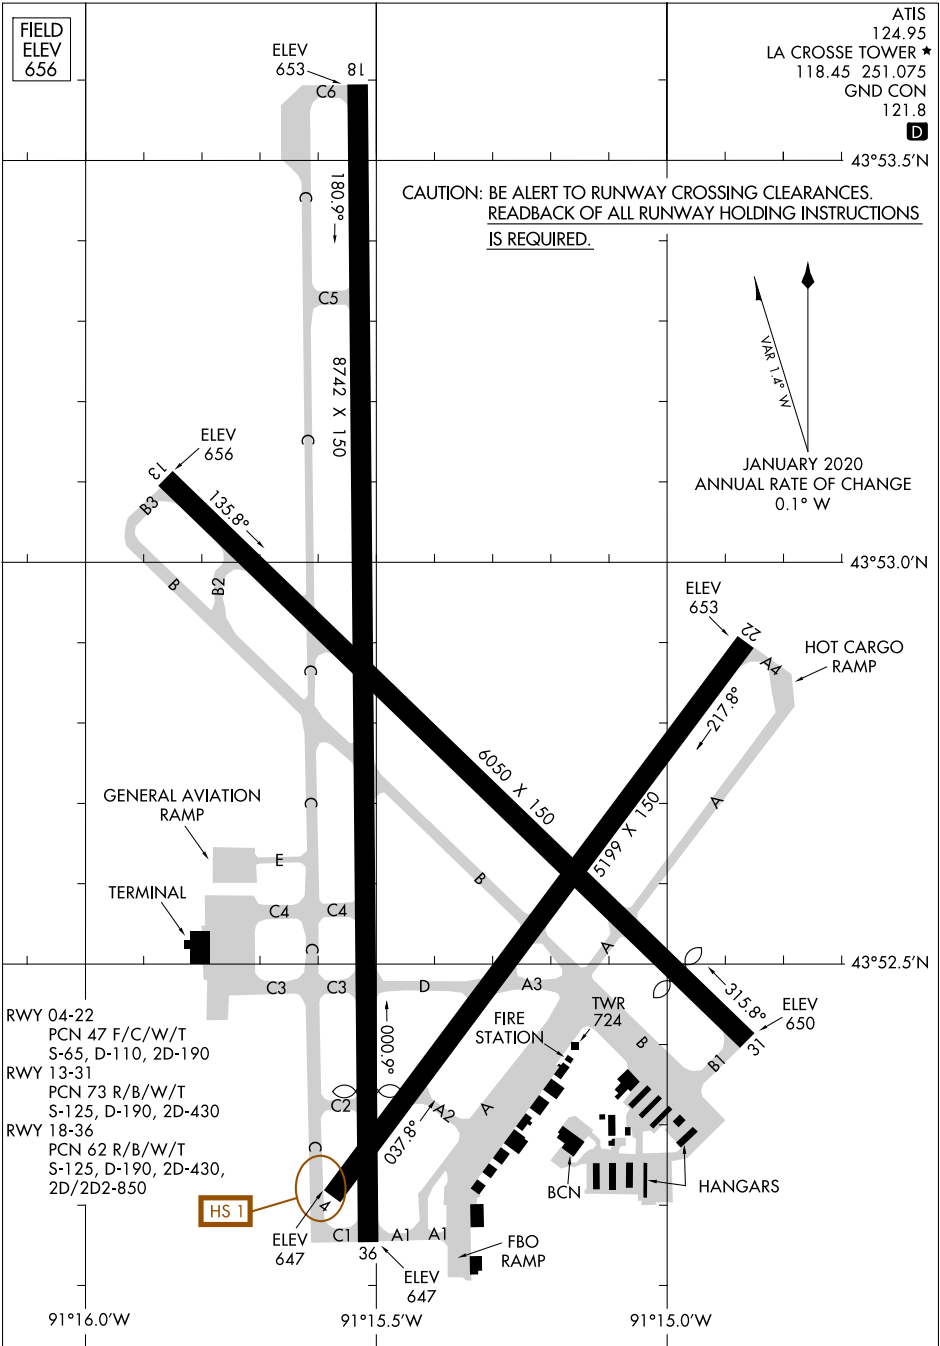 FIELD
ELEV
656
ATIS
124.95
LA CROSSE TOWER ★
118.45 251.075
GND CON
121.8
D
ELEV
653
18
C6
43°53.5'N
CAUTION: BE ALERT TO RUNWAY CROSSING CLEARANCES.
READBACK OF ALL RUNWAY HOLDING INSTRUCTIONS
IS REQUIRED.
C
180.9°
C5
VAR 1.4° W
8742 X 150
C
JANUARY 2020
ANNUAL RATE OF CHANGE
0.1° W
ELEV
656
13
B3
135.8°
43°53.0'N
B
B2
ELEV
653
22
HOT CARGO
RAMP
A4
C
217.8°
6050 X 150
5199 X 150
A
GENERAL AVIATION
RAMP
C
E
B
TERMINAL
C4
C4
C
A
43°52.5'N
C3
C3
D
A3
315.8°
RWY 04-22
PCN 47 F/C/W/T
S-65, D-110, 2D-190
RWY 13-31
PCN 73 R/B/W/T
S-125, D-190, 2D-430
RWY 18-36
PCN 62 R/B/W/T
S-125, D-190, 2D-430,
2D/2D2-850
000.9°
FIRE
STATION
TWR
724
ELEV
650
31
B
B1
C2
A2
A
037.8°
C
HS 1
4
BCN
HANGARS
ELEV
647
C1
36
A1
A1
FBO
RAMP
ELEV
647
91°16.0'W
91°15.5'W
91°15.0'W